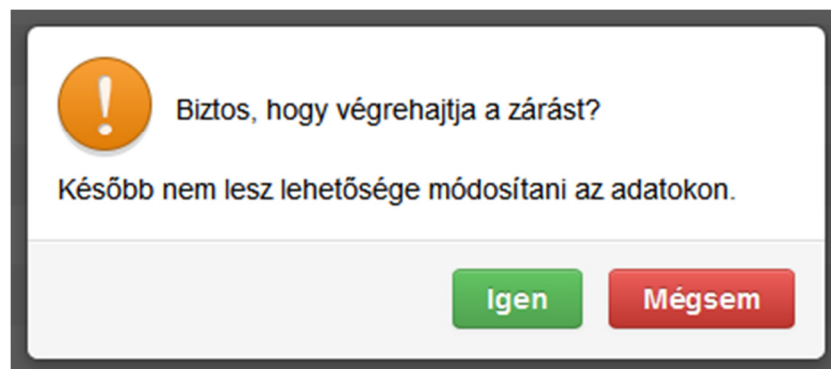 Biztos, hogy végrehajtja a zárást?
Később nem lesz lehetősége módosítani az adatokon.
Igen Mégsem